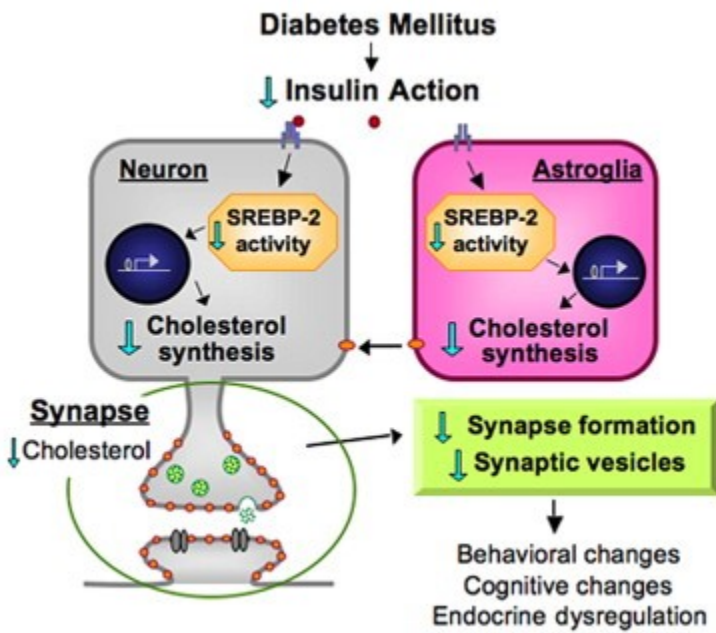 Diabetes Mellitus
Insulin Action
Neuron
SREBP-2
activity
Cholesterol
synthesis
Astroglia
SREBP-2
activity
Cholesterol
synthesis
Synapse
Cholesterol
Synapse formation
Synaptic vesicles
Behavioral changes
Cognitive changes
Endocrine dysregulation